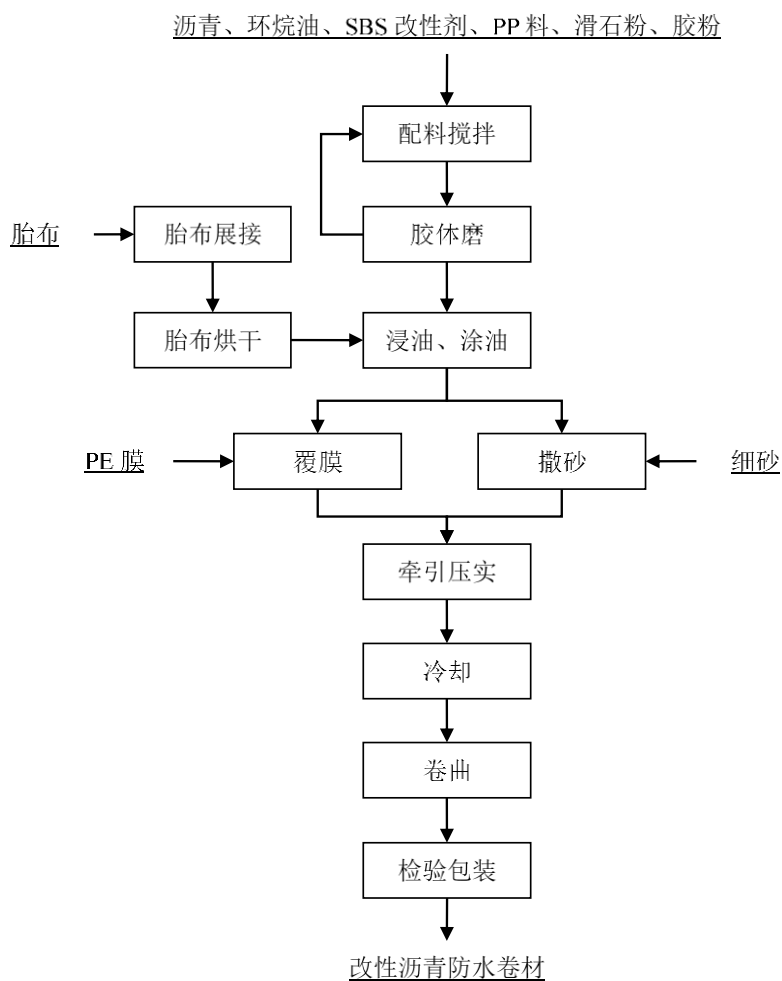 沥青、环烷油、SBS 改性剂、PP 料、滑石粉、胶粉
配料搅拌
胎布
胎布展接
胶体磨
胎布烘干
浸油、涂油
PE 膜
覆膜
撒砂
细砂
牵引压实
冷却
卷曲
检验包装
改性沥青防水卷材